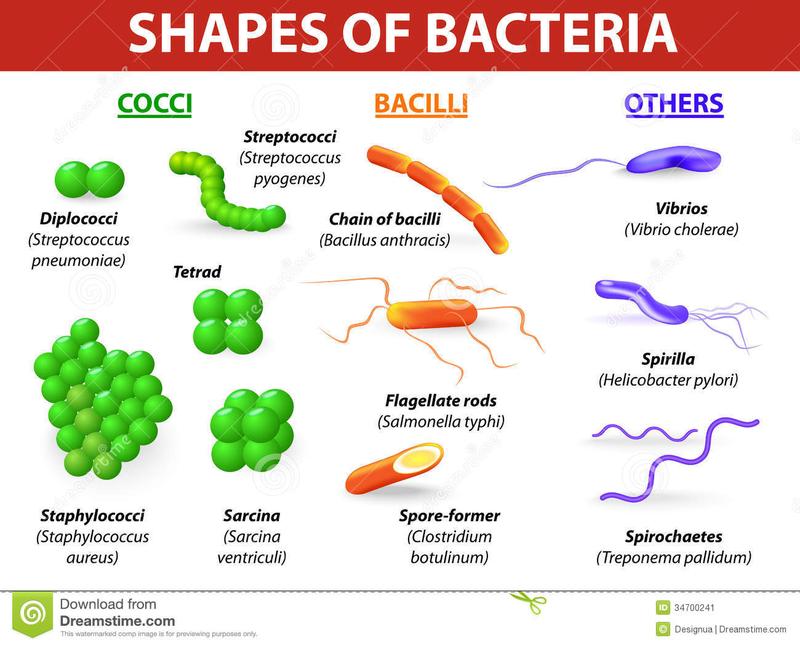 SHAPES OF BACTERIA
COCCI
BACILLI
OTHERS
Streptococci
(Streptococcus
pyogenes)
Diplococci
(Streptococcus
pneumoniae)
Chain of bacilli
(Bacillus anthracis)
Vibrios
(Vibrio cholerae)
Tetrad
Spirilla
(Helicobacter pylori)
Flagellate rods
(Salmonella typhi)
Staphylococci
(Staphylococcus
aureus)
Sarcina
(Sarcina
ventriculi)
Spore-former
(Clostridium
botulinum)
Spirochaetes
(Treponema pallidum)
Download from
Dreamstime.com
This watermarked comp image is for previewing purposes only.
ID 34700241
© Designua | Dreamstime.com